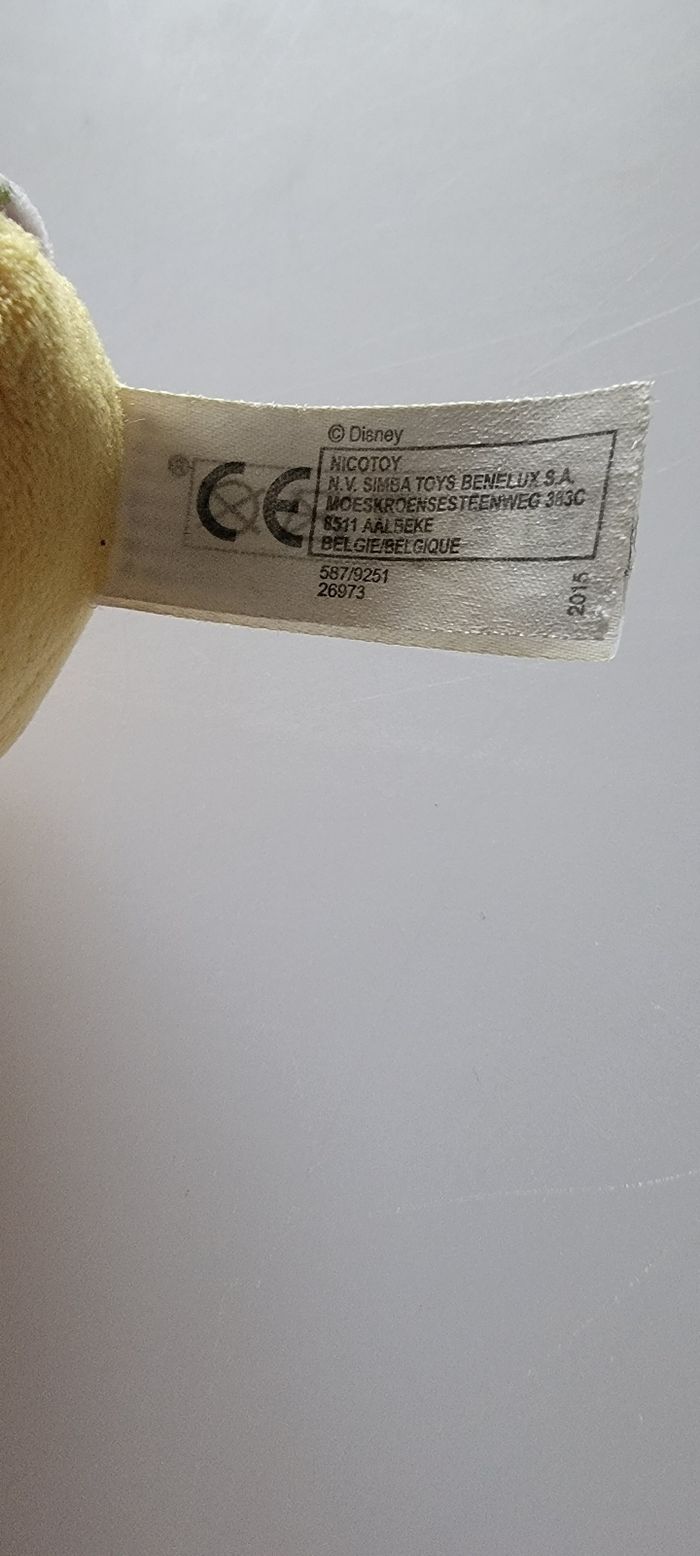 © Disney
CE
NICOTOY
N.V. SIMBA TOYS BENELUX S.A.
MOESKROENSESTEENWEG 383C
8511 AALBEKE
BELGIE/BELGIQUE
587/9251
26973
2015